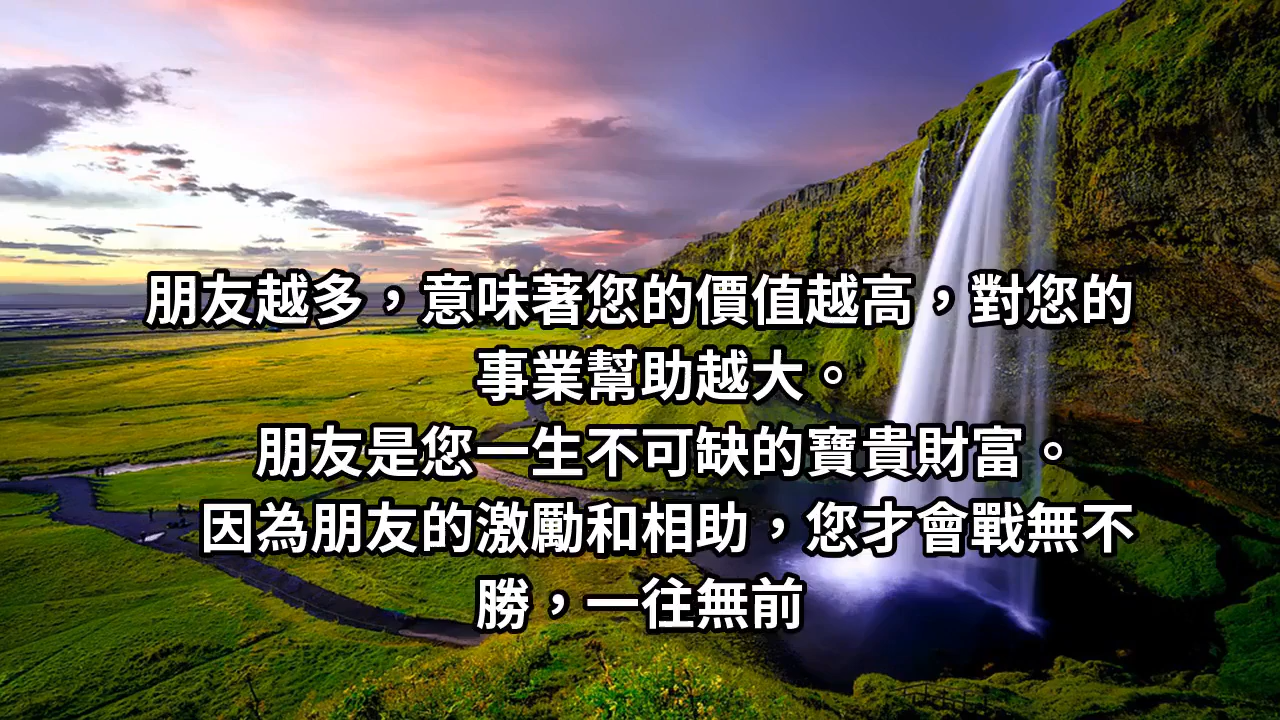 朋友越多，意味著您的價值越高，對您的
事業幫助越大。
朋友是您一生不可缺的寶貴財富。
因為朋友的激勵和相助，您才會戰無不
勝，一往無前